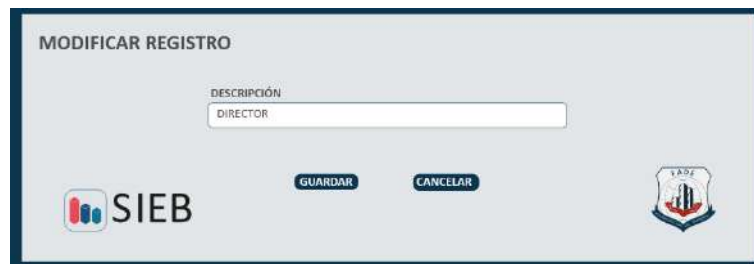 MODIFICAR REGISTRO
DESCRIPCIÓN
DIRECTOR
GUARDAR
CANCELAR
SIEB